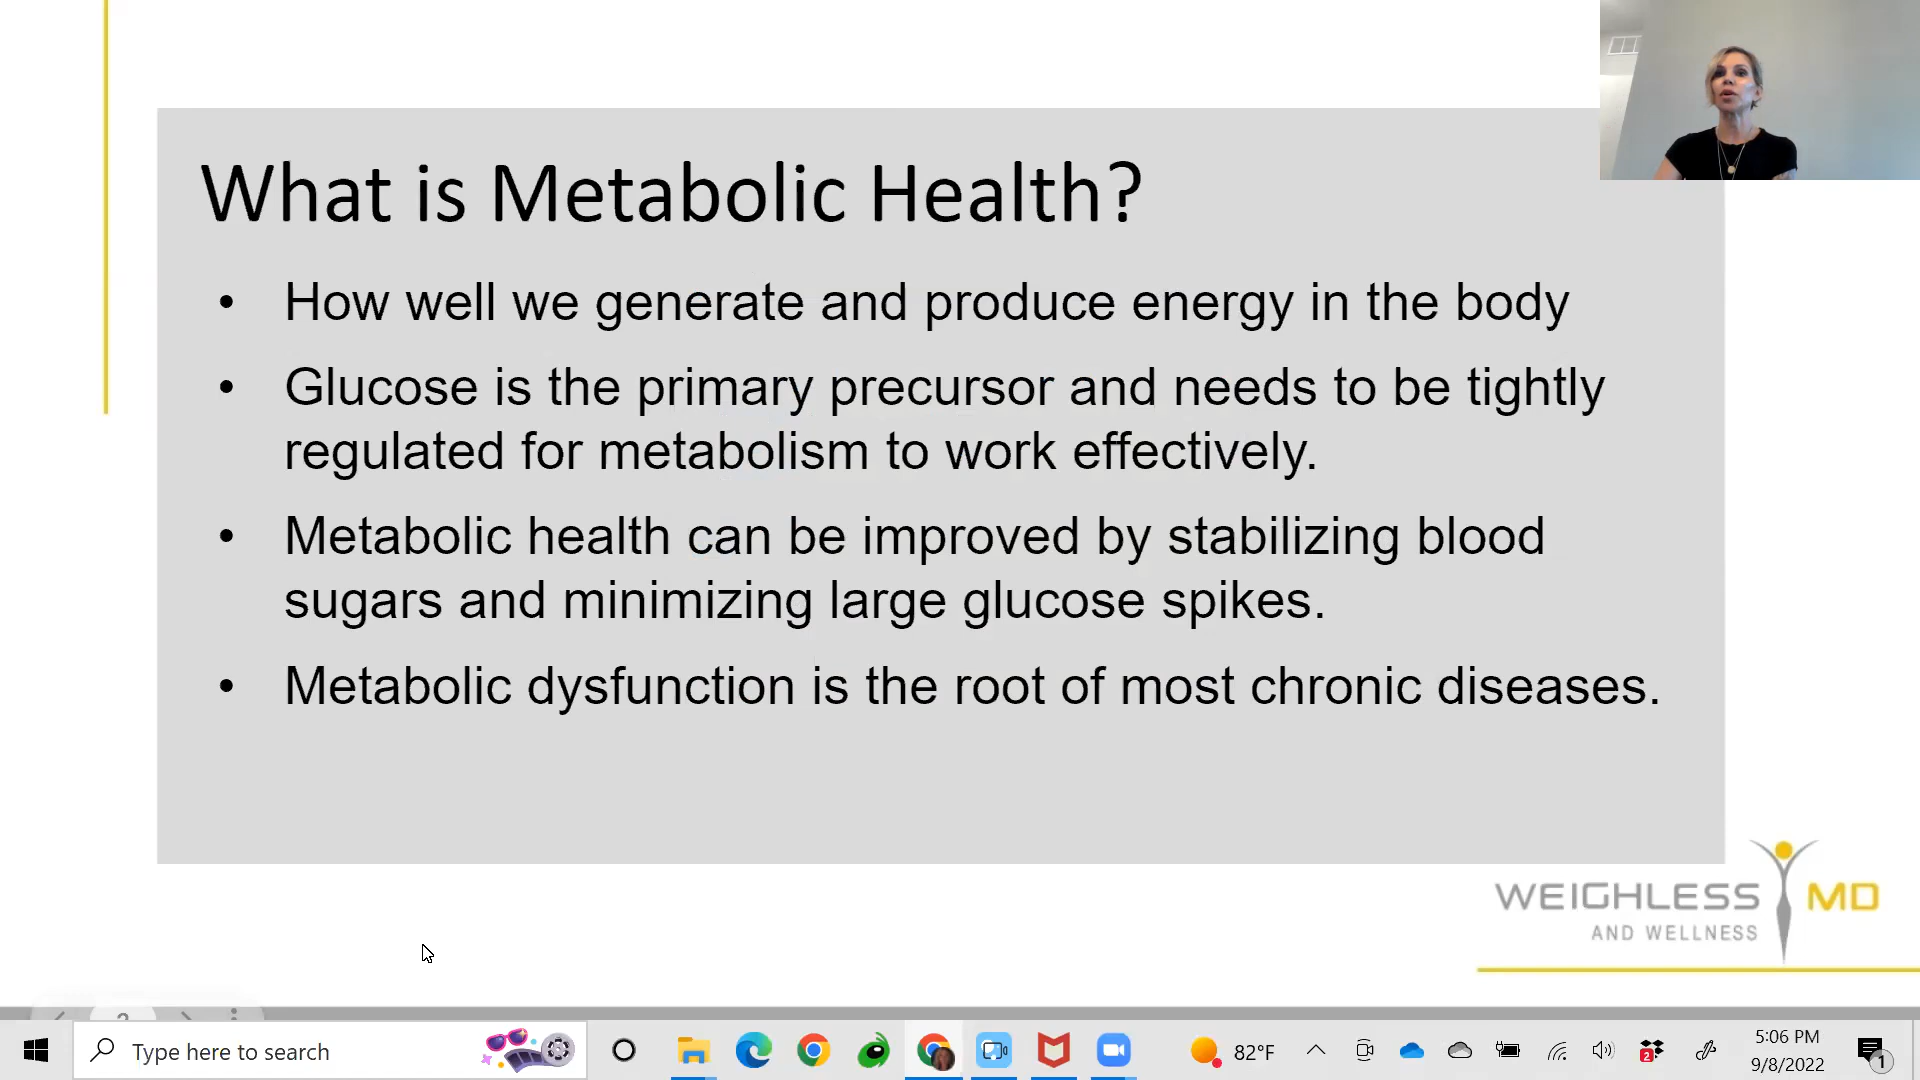 What is Metabolic Health?
• How well we generate and produce energy in the body
• Glucose is the primary precursor and needs to be tightly
regulated for metabolism to work effectively.
• Metabolic health can be improved by stabilizing blood
sugars and minimizing large glucose spikes.
• Metabolic dysfunction is the root of most chronic diseases.
WEIGHLESS MD
AND WELLNESS
Type here to search
82°F
2
5:06 PM
9/8/2022
1